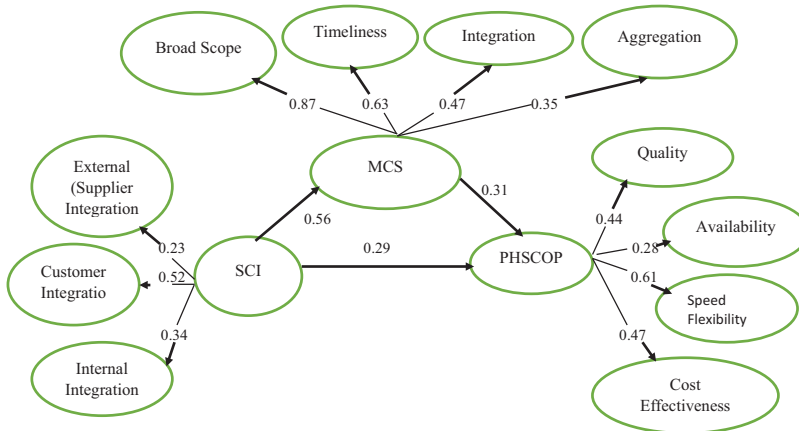 Broad Scope
Timeliness
Integration
Aggregation
0.87
0.63
0.47
0.35
External
(Supplier
Integration
MCS
Quality
0.31
0.44
0.56
Availability
0.23
0.29
0.28
Customer
Integratio
0.52
SCI
PHSCOP
0.61
Speed
Flexibility
0.34
0.47
Internal
Integration
Cost
Effectiveness